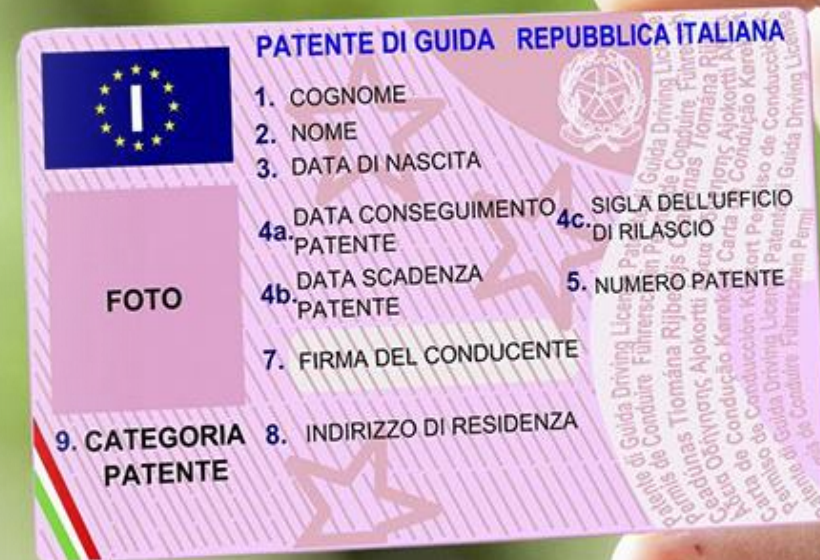 PATENTE DI GUIDA REPUBBLICA ITALIANA
I
1. COGNOME
2. NOME
3. DATA DI NASCITA
4a. DATA CONSEGUIMENTO
PATENTE
4c. SIGLA DELL'UFFICIO
DI RILASCIO
4b. DATA SCADENZA
PATENTE
5. NUMERO PATENTE
FOTO
7. FIRMA DEL CONDUCENTE
9. CATEGORIA
PATENTE
8. INDIRIZZO DI RESIDENZA